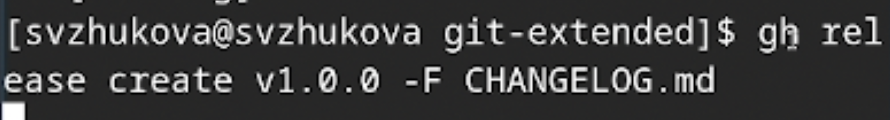 [svzhukova@svzhukova git-extended]$ gh rel
ease create v1.0.0 -F CHANGELOG.md